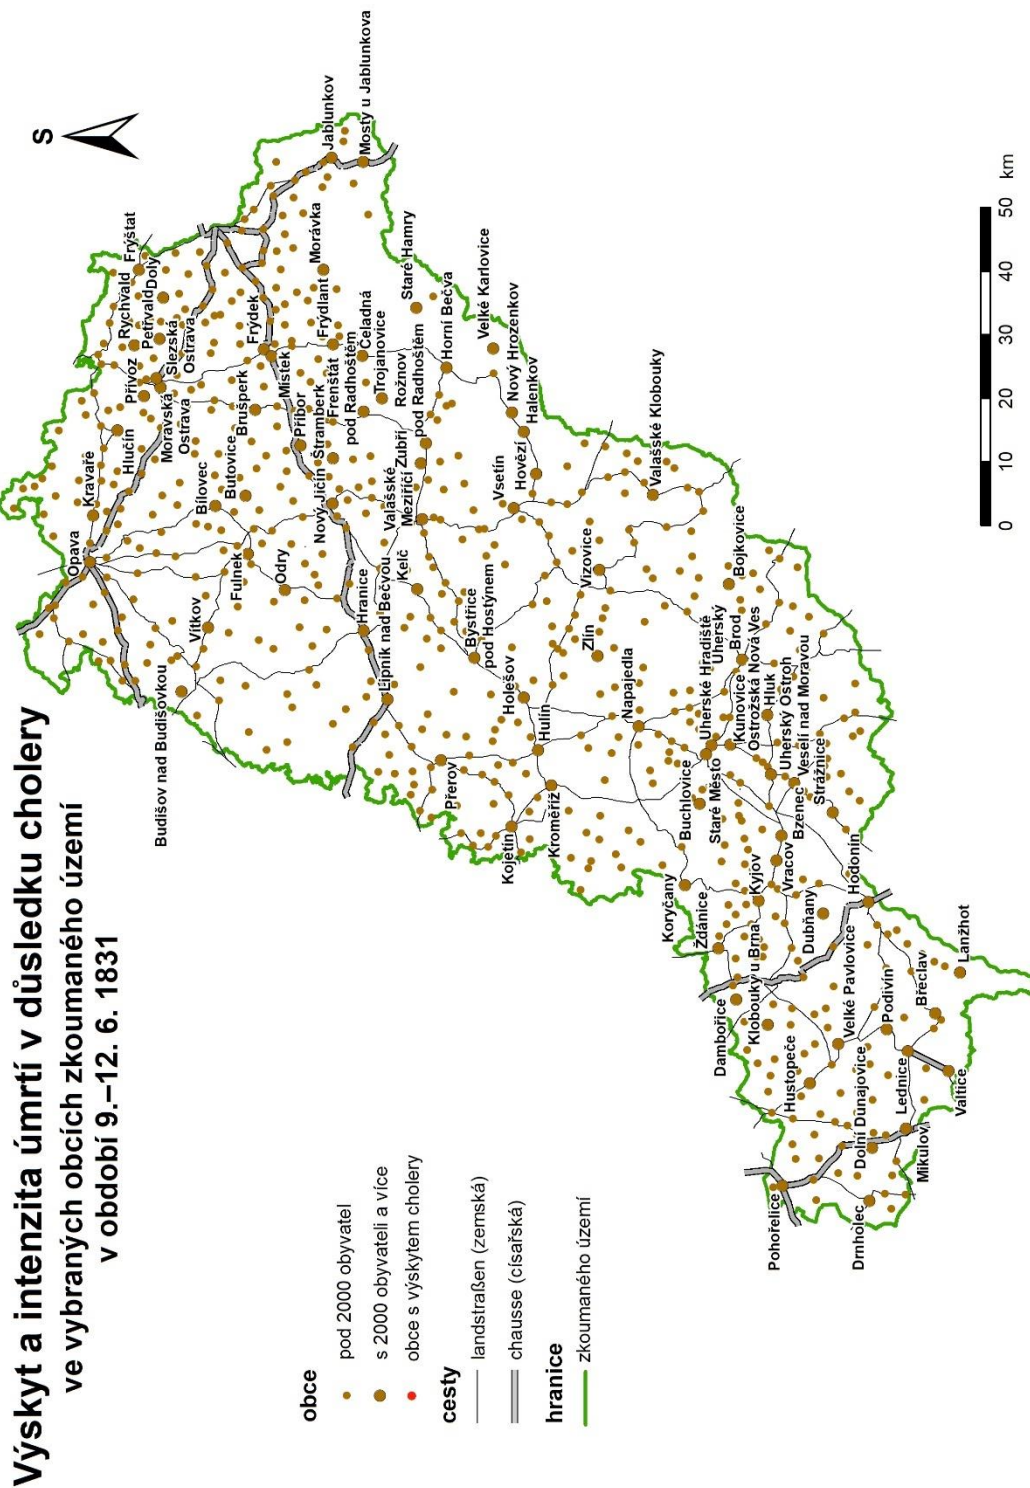 Výskyt a intenzita úmrtí v důsledku cholery
ve vybraných obcích zkoumaného území
v období 9.–12. 6. 1831
S
obce
pod 2000 obyvatel
s 2000 obyvateli a více
obce s výskytem cholery
cesty
landstraßen (zemská)
chausse (císařská)
hranice
zkoumaného území
0
10
20
30
40
50
km
Opava
Kravaře
Hlučín
Přívoz
Rychvald
Petřvald
Doly
Fryštat
Moravská
Ostrava
Slezská
Ostrava
Vítkov
Bílovec
Butovice
Brušperk
Frýdek
Místek
Budišov nad Budišovkou
Fulnek
Odry
Nový Jičín
Příbor
Štramberk
Frenštát
pod Radhoštěm
Frýdlant
Morávka
Jablunkov
Mosty u Jablunkova
Čeladná
Trojanovice
Staré Hamry
Hranice
Lipník nad Bečvou
Kelč
Valašské
Meziříčí
Zubří
Rožnov
pod Radhoštěm
Horní Bečva
Velké Karlovice
Nový Hrozenkov
Halenkov
Hovězí
Vsetín
Bystřice
pod Hostýnem
Přerov
Kojetín
Kroměříž
Hulín
Holešov
Zlín
Vizovice
Valašské Klobouky
Napajedla
Bojkovice
Uherský
Brod
Uherské Hradiště
Kunovice
Ostrožská Nová Ves
Hluk
Uherský Ostroh
Veselí nad Moravou
Strážnice
Buchlovice
Staré Město
Bzenec
Vracov
Koryčany
Kyjov
Ždánice
Dubňany
Hodonín
Dambořice
Klobouky u Brna
Hustopeče
Velké Pavlovice
Podivín
Břeclav
Lanžhot
Dolní Dunajovice
Lednice
Valtice
Mikulov
Pohořelice
Drnholec